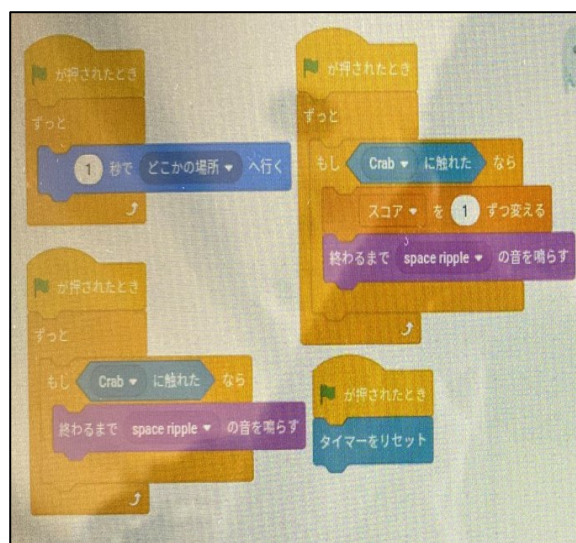 が押されたとき
ずっと
1 秒で どこかの場所 へ行く
が押されたとき
ずっと
もし Crab に触れた なら
スコア を 1 ずつ変える
終わるまで space ripple の音を鳴らす
が押されたとき
ずっと
もし Crab に触れた なら
終わるまで space ripple の音を鳴らす
が押されたとき
タイマーをリセット